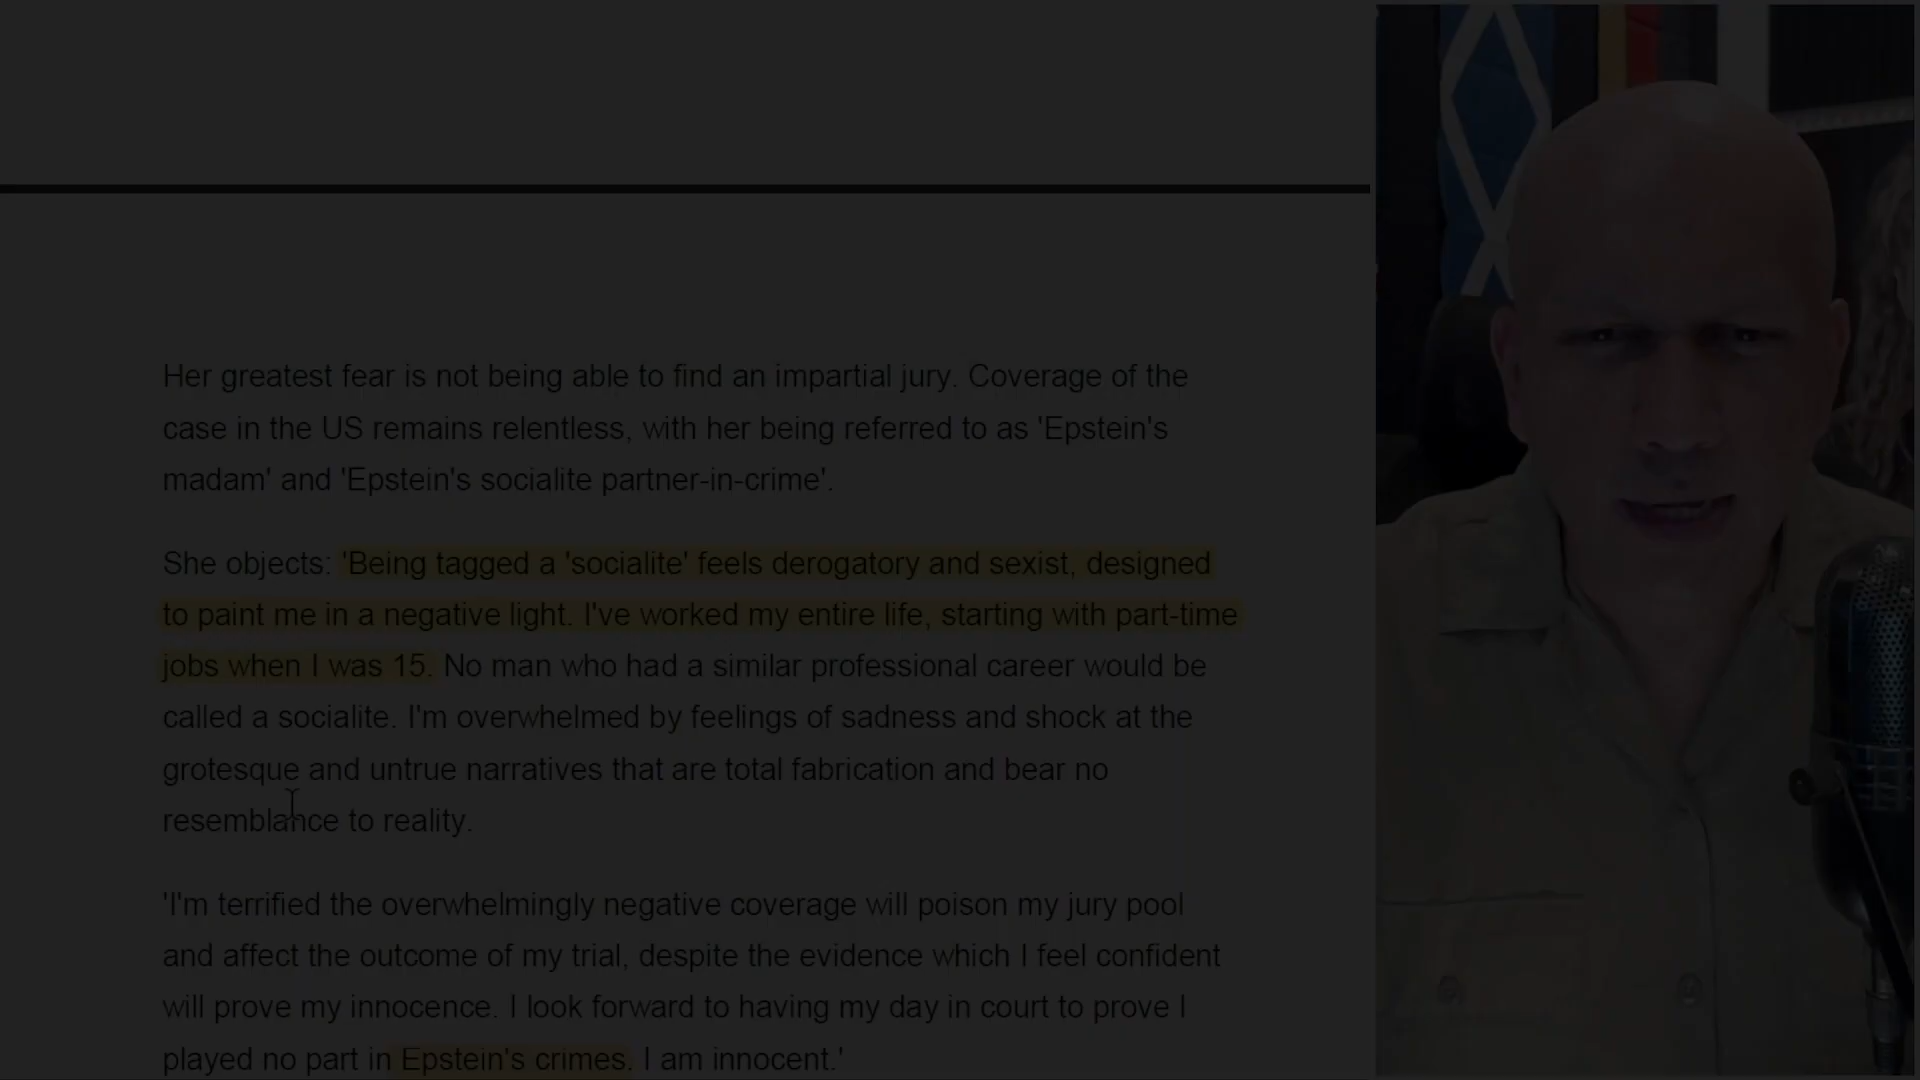 Her greatest fear is not being able to find an impartial jury. Coverage of the
case in the US remains relentless, with her being referred to as 'Epstein's
madam' and 'Epstein's socialite partner-in-crime'.
She objects: 'Being tagged a 'socialite' feels derogatory and sexist, designed
to paint me in a negative light. I've worked my entire life, starting with part-time
jobs when I was 15. No man who had a similar professional career would be
called a socialite. I'm overwhelmed by feelings of sadness and shock at the
grotesque and untrue narratives that are total fabrication and bear no
resemblance to reality.
'I'm terrified the overwhelmingly negative coverage will poison my jury pool
and affect the outcome of my trial, despite the evidence which I feel confident
will prove my innocence. I look forward to having my day in court to prove I
played no part in Epstein's crimes. I am innocent.'